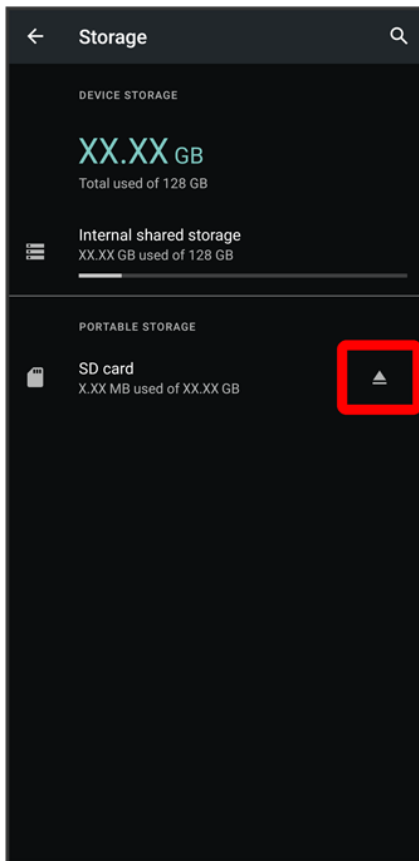 Storage
DEVICE STORAGE
XX.XX GB
Total used of 128 GB
Internal shared storage
XX.XX GB used of 128 GB
PORTABLE STORAGE
SD card
X.XX MB used of XX.XX GB